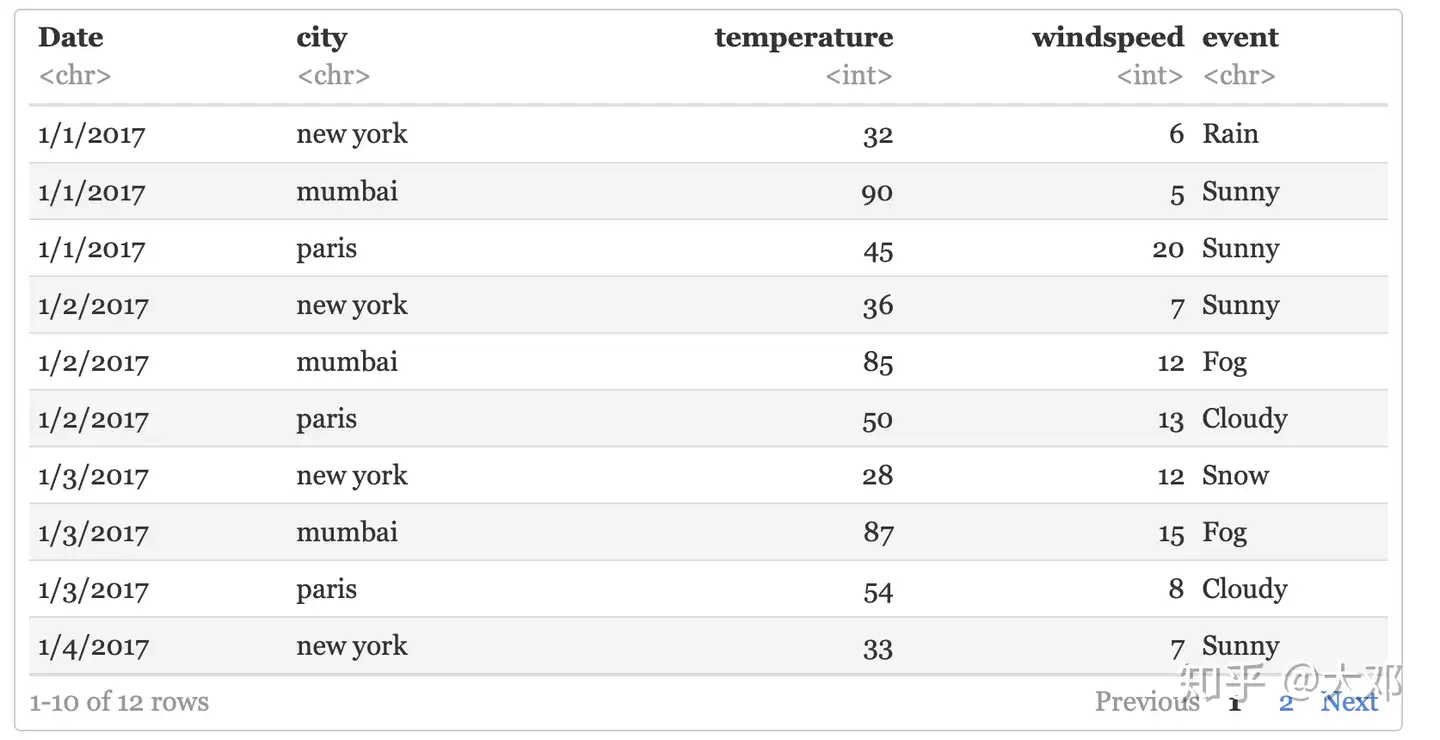 Date city temperature windspeed event
<chr> <chr> <int> <int> <chr>
1/1/2017 new york 32 6 Rain
1/1/2017 mumbai 90 5 Sunny
1/1/2017 paris 45 20 Sunny
1/2/2017 new york 36 7 Sunny
1/2/2017 mumbai 85 12 Fog
1/2/2017 paris 50 13 Cloudy
1/3/2017 new york 28 12 Snow
1/3/2017 mumbai 87 15 Fog
1/3/2017 paris 54 8 Cloudy
1/4/2017 new york 33 7 Sunny
1-10 of 12 rows Previous 1 2 Next
知乎 @大邓